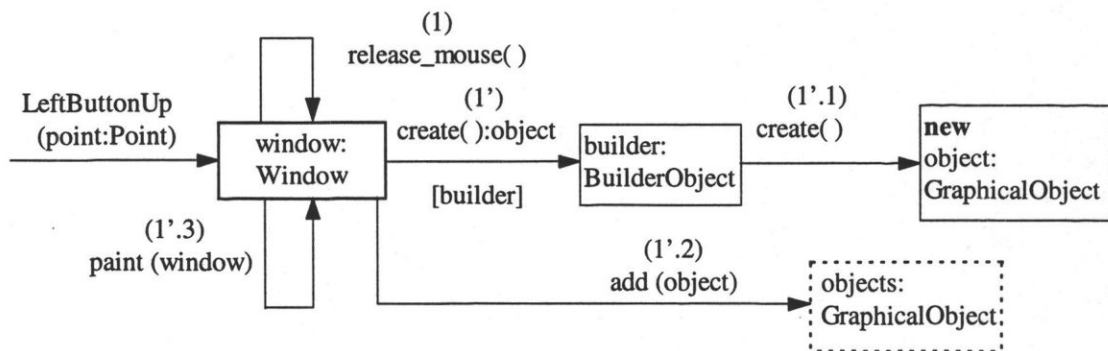 (1)
release_mouse( )
LeftButtonUp
(point:Point)
window:
Window
(1')
create( ):object
[builder]
builder:
BuilderObject
(1'.1)
create( )
new
object:
GraphicalObject
(1'.3)
paint (window)
(1'.2)
add (object)
objects:
GraphicalObject